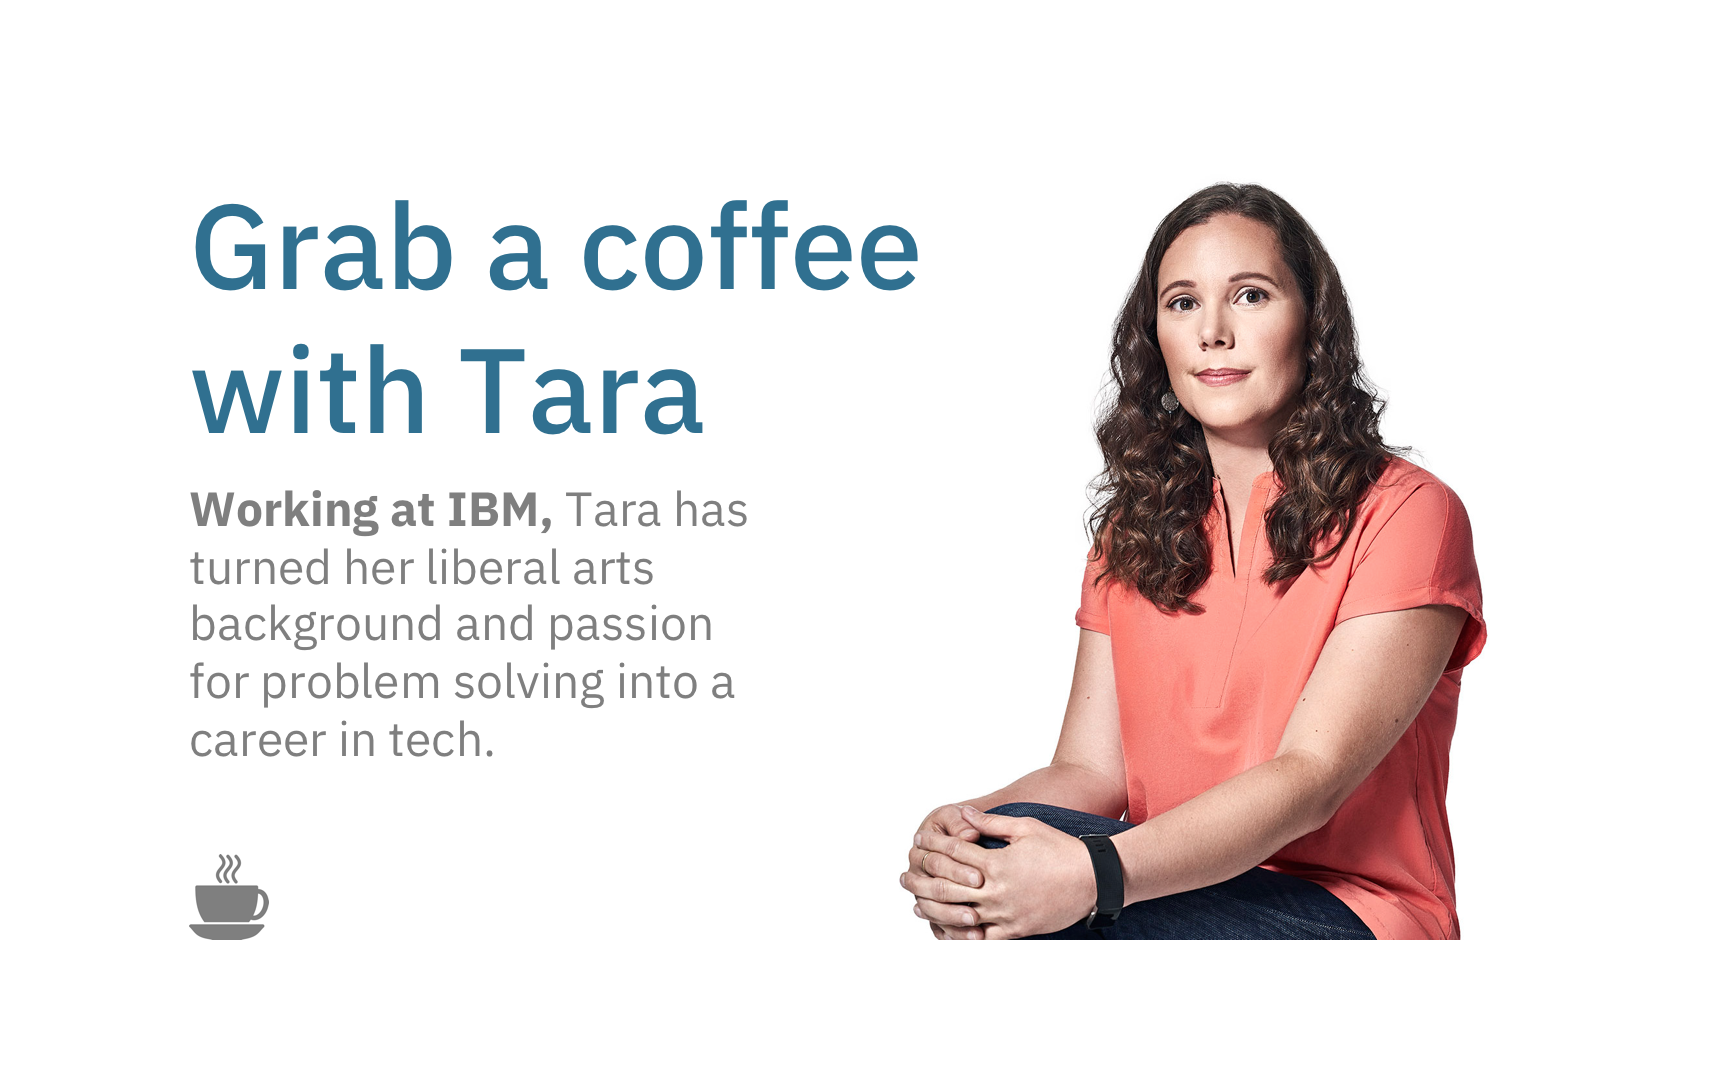 Grab a coffee
with Tara
Working at IBM, Tara has
turned her liberal arts
background and passion
for problem solving into a
career in tech.